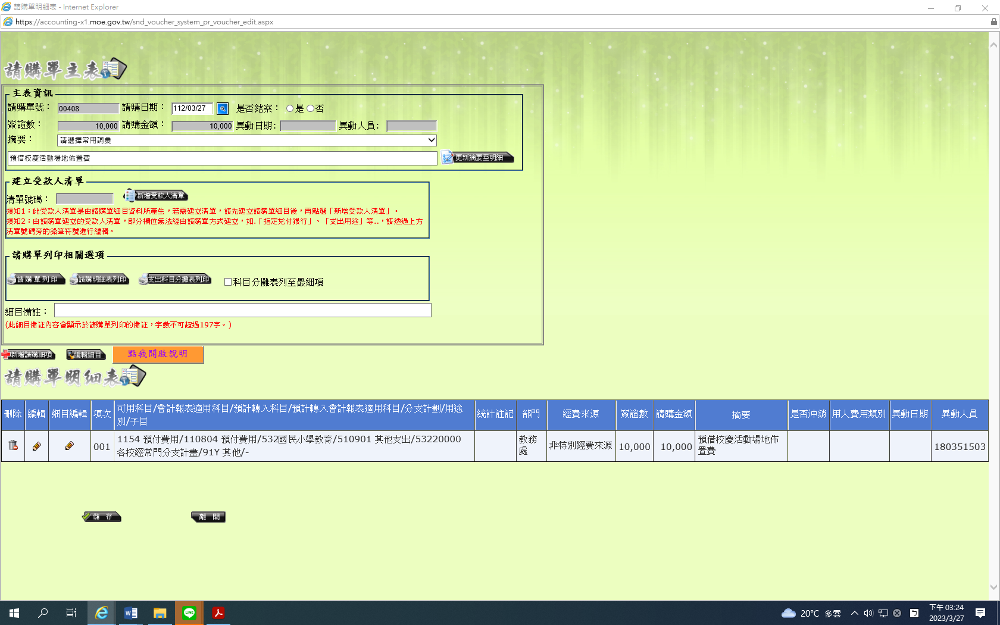 請購單明細表 - Internet Explorer
https://accounting-x1.moe.gov.tw/snd_voucher_system_pr_voucher_edit.aspx
請購單主表
主表資訊
請購單號： 00408 請購日期： 112/03/27 是否結案： 是 否
簽證數： 10,000 請購金額： 10,000 異動日期: 異動人員:
摘要： 請選擇常用詞彙
預借校慶活動場地佈置費 更新摘要至明細
建立受款人清單
清單號碼： 新增受款人清單
須知1：此受款人清單是由請購單細目資料所產生，若需建立清單，請先建立請購單細目後，再點選「新增受款人清單」。
須知2：由請購單建立的受款人清單，部分欄位無法經由請購單方式建立，如.「指定兌付銀行」、「支出用途」等..，請透過上方
清單號碼旁的鉛筆符號進行編輯。
請購單列印相關選項
請購單列印 請購明細表列印 支出科目分攤表列印 科目分攤表列至最細項
細目備註：
(此細目備註內容會顯示於請購單列印的備註，字數不可超過197字。)
新增請購細項 編輯細目 點我開啟說明
請購單明細表
刪除 編輯 細目編輯 項次 可用科目/會計報表適用科目/預計轉入科目/預計轉入會計報表適用科目/分支計劃/用途 統計註記 部門 經費來源 簽證數 請購金額 摘要 是否沖銷 用人費用類別 異動日期 異動人員
別/子目
001 1154 預付費用/110804 預付費用/532國民小學教育/510901 其他支出/53220000 教務 非特別經費來源 10,000 10,000 預借校慶活動場地佈 180351503
各校經常門分支計畫/91Y 其他/- 處 置費
儲 存 離 開
20°C 多雲 下午 03:24
2023/3/27